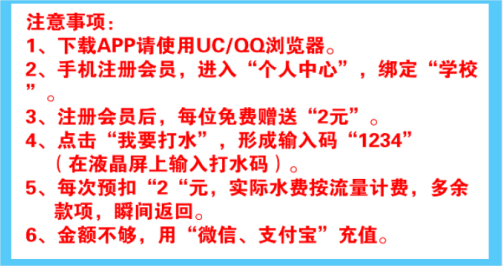 注意事项：
1、下载APP请使用UC/QQ浏览器。
2、手机注册会员，进入“个人中心”，绑定“学校
”。
3、注册会员后，每位免费赠送“2元”。
4、点击“我要打水”，形成输入码“1234”
（在液晶屏上输入打水码）。
5、每次预扣“2“元，实际水费按流量计费，多余
款项，瞬间返回。
6、金额不够，用“微信、支付宝”充值。